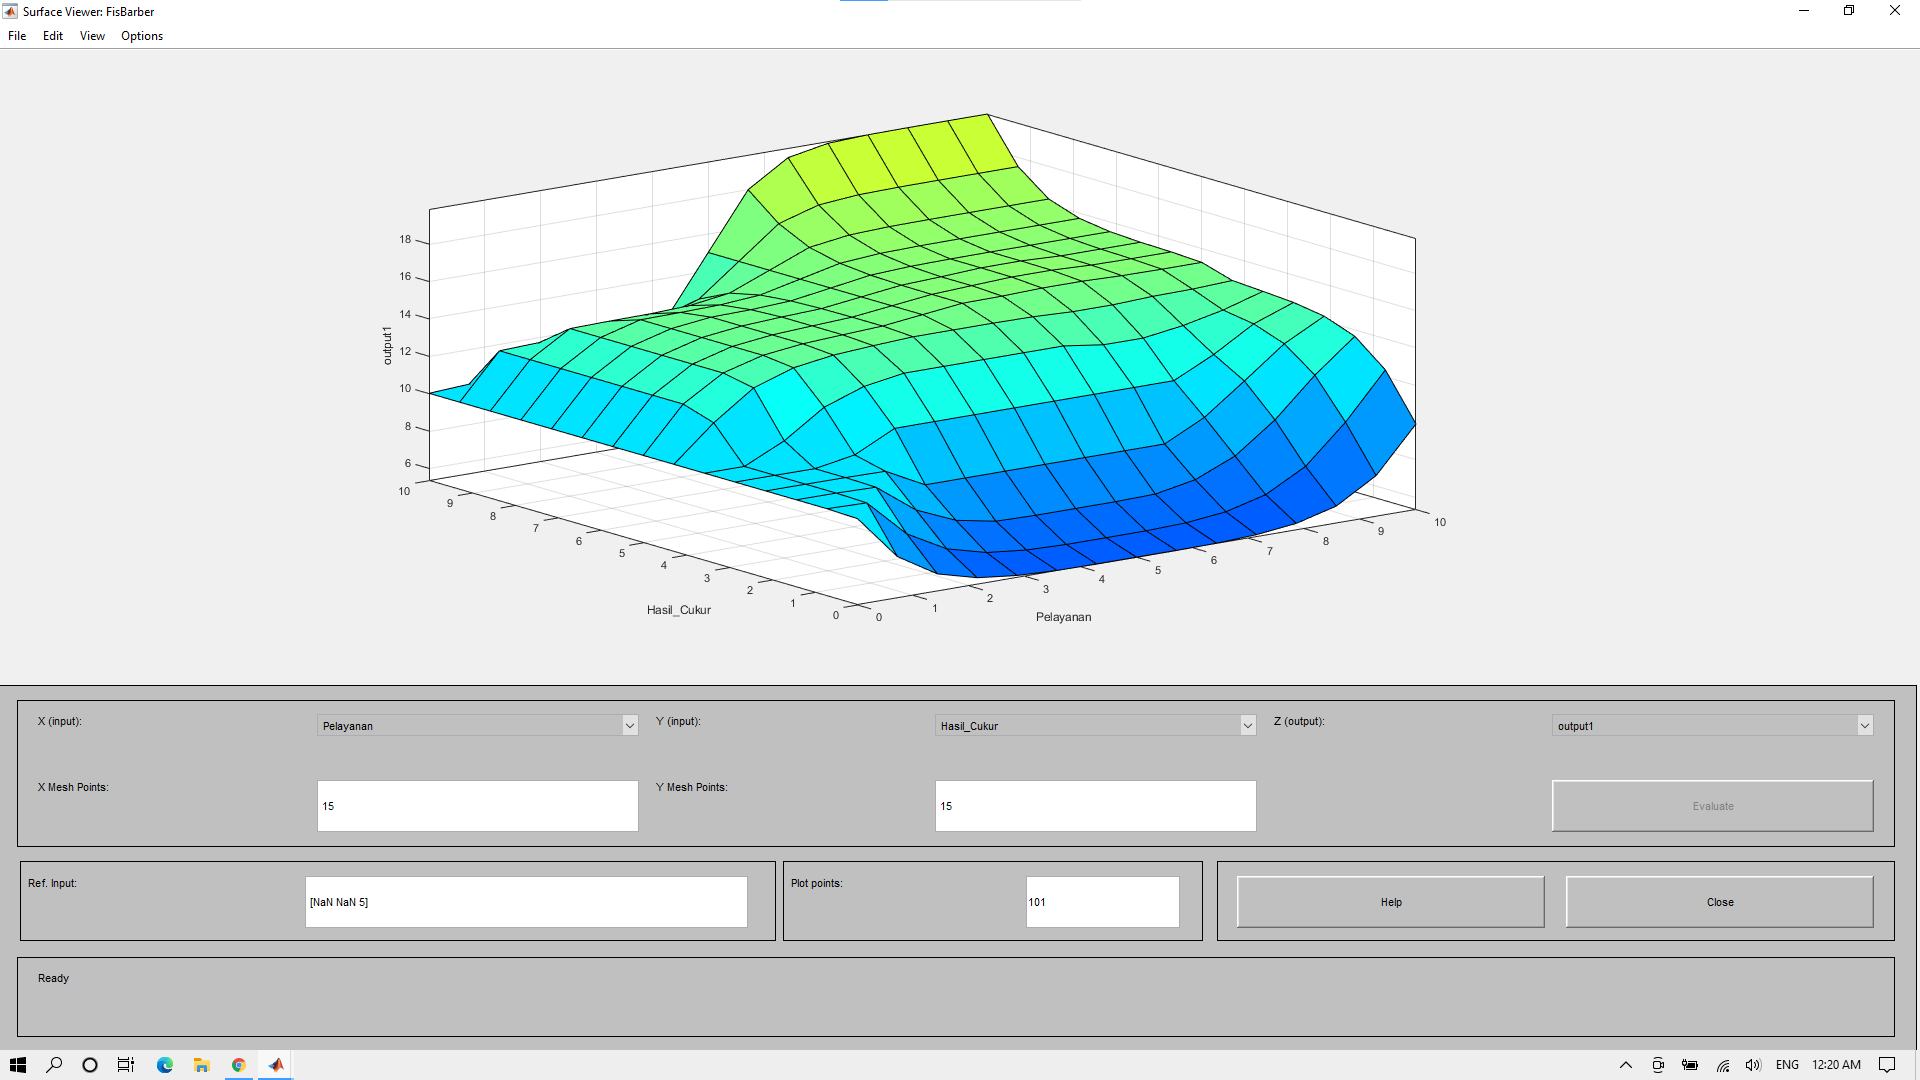 Surface Viewer: FisBarber
File Edit View Options
18
16
14
12
10
8
6
output1
10
9
8
7
6
5
4
3
2
1
0
Hasil_Cukur
0
1
2
3
4
5
6
7
8
9
10
Pelayanan
X (input):
Pelayanan
Y (input):
Hasil_Cukur
Z (output):
output1
X Mesh Points:
15
Y Mesh Points:
15
Evaluate
Ref. Input:
[NaN NaN 5]
Plot points:
101
Help
Close
Ready
ENG
12:20 AM